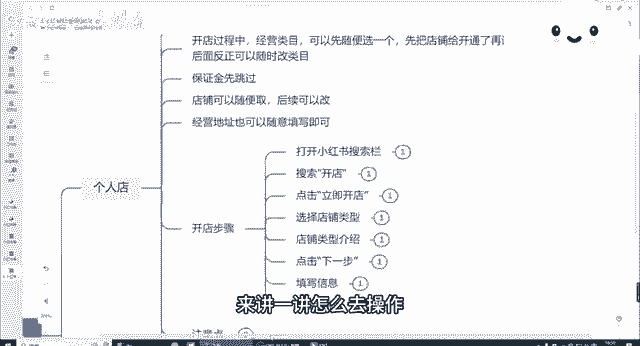 开店过程中，经营类目，可以先随便选一个，先把店铺给开通了再
后面反正可以随时改类目
保证金先跳过
店铺可以随便取，后续可以改
经营地址也可以随意填写即可
个人店
开店步骤
打开小红书搜索栏 1
搜索“开店” 1
点击“立即开店” 1
选择店铺类型 1
店铺类型介绍 1
点击“下一步” 1
填写信息 1
来讲一讲怎么去操作